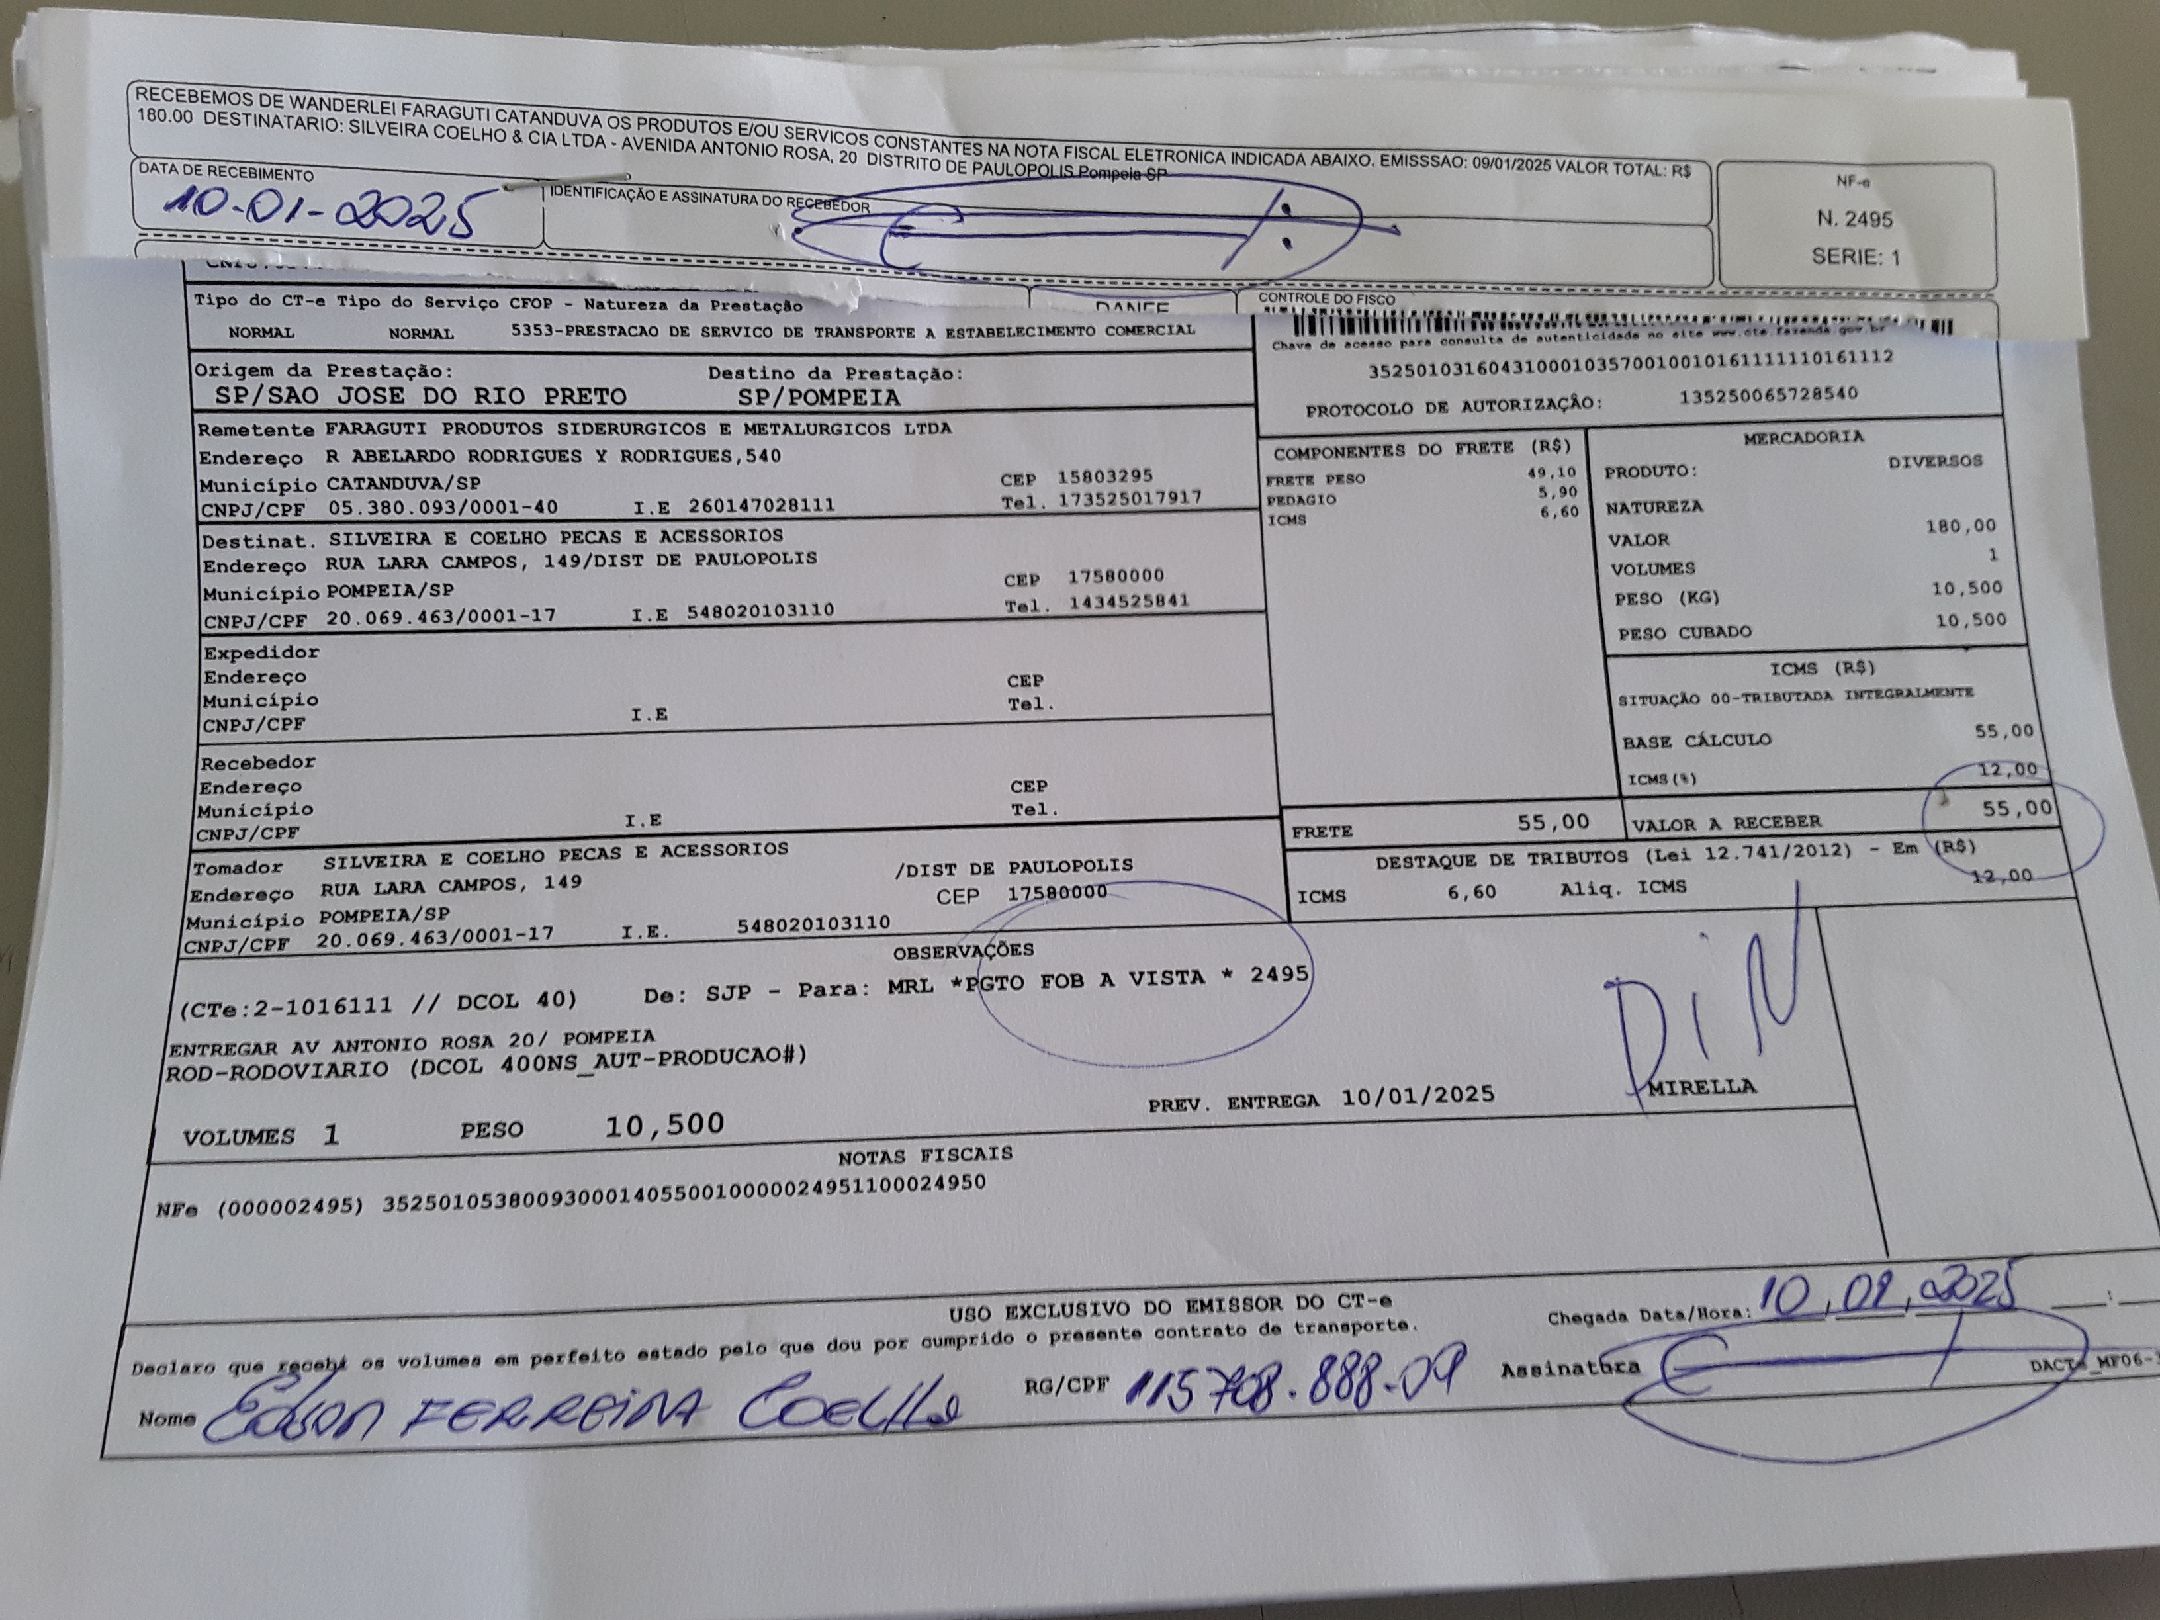 RECEBEMOS DE WANDERLEI FARAGUTI CATANDUVA OS PRODUTOS E/OU SERVICOS CONSTANTES NA NOTA FISCAL ELETRONICA INDICADA ABAIXO. EMISSSAO: 09/01/2025 VALOR TOTAL: R$
180.00 DESTINATARIO: SILVEIRA COELHO & CIA LTDA - AVENIDA ANTONIO ROSA, 20 DISTRITO DE PAULOPOLIS Pompeia-SP
DATA DE RECEBIMENTO
10-01-2025
IDENTIFICAÇÃO E ASSINATURA DO RECEBEDOR
NF-e
N. 2495
SERIE: 1
DANFE
CONTROLE DO FISCO
Tipo do CT-e Tipo do Serviço CFOP - Natureza da Prestação
NORMAL NORMAL 5353-PRESTACAO DE SERVICO DE TRANSPORTE A ESTABELECIMENTO COMERCIAL
Chave de acesso para consulta de autenticidade no site www.cte.fazenda.gov.br
35250103160431000103570010010161111110161112
PROTOCOLO DE AUTORIZAÇÃO: 135250065728540
Origem da Prestação: Destino da Prestação:
SP/SAO JOSE DO RIO PRETO SP/POMPEIA
Remetente FARAGUTI PRODUTOS SIDERURGICOS E METALURGICOS LTDA
Endereço R ABELARDO RODRIGUES Y RODRIGUES,540
Município CATANDUVA/SP CEP 15803295
CNPJ/CPF 05.380.093/0001-40 I.E 260147028111 Tel. 173525017917
Destinat. SILVEIRA E COELHO PECAS E ACESSORIOS
Endereço RUA LARA CAMPOS, 149/DIST DE PAULOPOLIS
Município POMPEIA/SP CEP 17580000
CNPJ/CPF 20.069.463/0001-17 I.E 548020103110 Tel. 1434525841
Expedidor
Endereço
Município CEP
CNPJ/CPF I.E Tel.
Recebedor
Endereço
Município CEP
CNPJ/CPF I.E Tel.
Tomador SILVEIRA E COELHO PECAS E ACESSORIOS
Endereço RUA LARA CAMPOS, 149 /DIST DE PAULOPOLIS
Município POMPEIA/SP CEP 17580000
CNPJ/CPF 20.069.463/0001-17 I.E. 548020103110
COMPONENTES DO FRETE (R$)
FRETE PESO 49,10
PEDAGIO 5,90
ICMS 6,60
MERCADORIA
PRODUTO: DIVERSOS
NATUREZA
VALOR 180,00
VOLUMES 1
PESO (KG) 10,500
PESO CUBADO 10,500
ICMS (R$)
SITUAÇÃO 00-TRIBUTADA INTEGRALMENTE
BASE CÁLCULO 55,00
ICMS(%) 12,00
FRETE 55,00 VALOR A RECEBER 55,00
DESTAQUE DE TRIBUTOS (Lei 12.741/2012) - Em (R$)
ICMS 6,60 Aliq. ICMS 12,00
OBSERVAÇÕES
(CTe:2-1016111 // DCOL 40) De: SJP - Para: MRL *PGTO FOB A VISTA * 2495
ENTREGAR AV ANTONIO ROSA 20/ POMPEIA
ROD-RODOVIARIO (DCOL 400NS_AUT-PRODUCAO#)
DIN
MIRELLA
VOLUMES 1 PESO 10,500 PREV. ENTREGA 10/01/2025
NOTAS FISCAIS
NFe (000002495) 35250105380093000140550010000024951100024950
USO EXCLUSIVO DO EMISSOR DO CT-e
Declaro que recebi os volumes em perfeito estado pelo que dou por cumprido o presente contrato de transporte.
Chegada Data/Hora: 10,01,2025 __:__
Nome Edson FERREIRA COELHo RG/CPF 115708.888-09 Assinatura